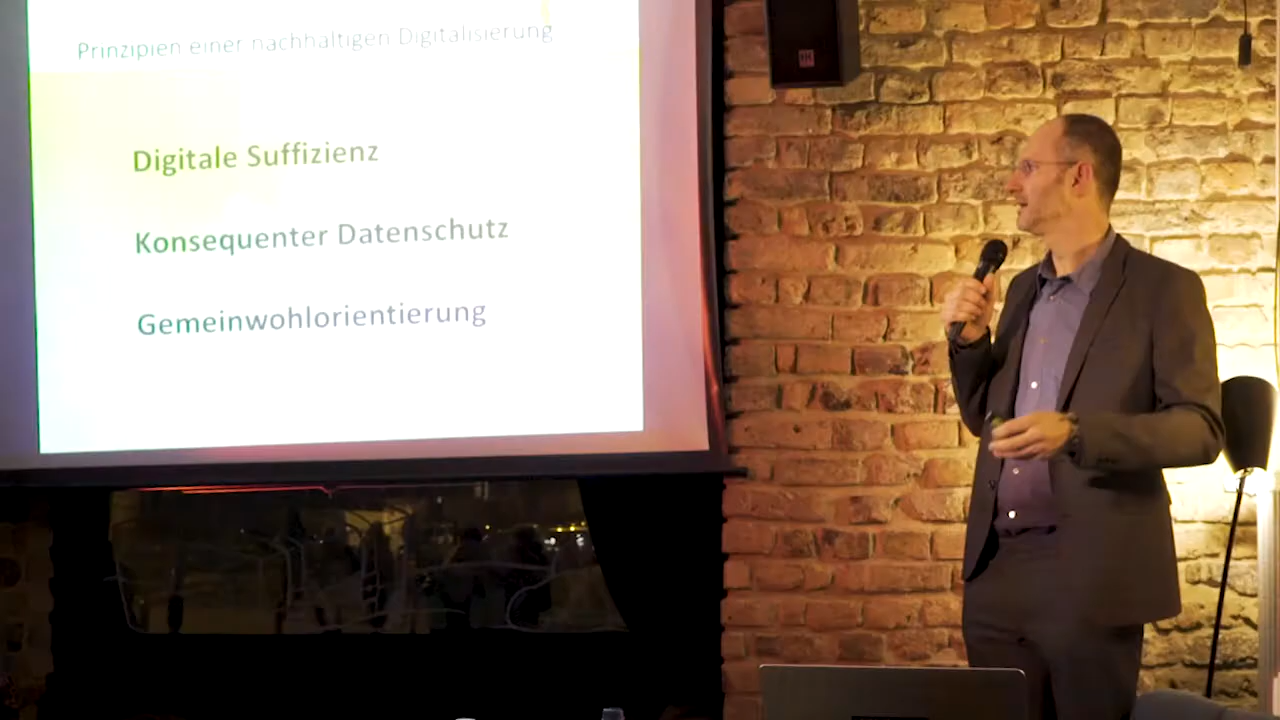 Prinzipien einer nachhaltigen Digitalisierung
Digitale Suffizienz
Konsequenter Datenschutz
Gemeinwohlorientierung